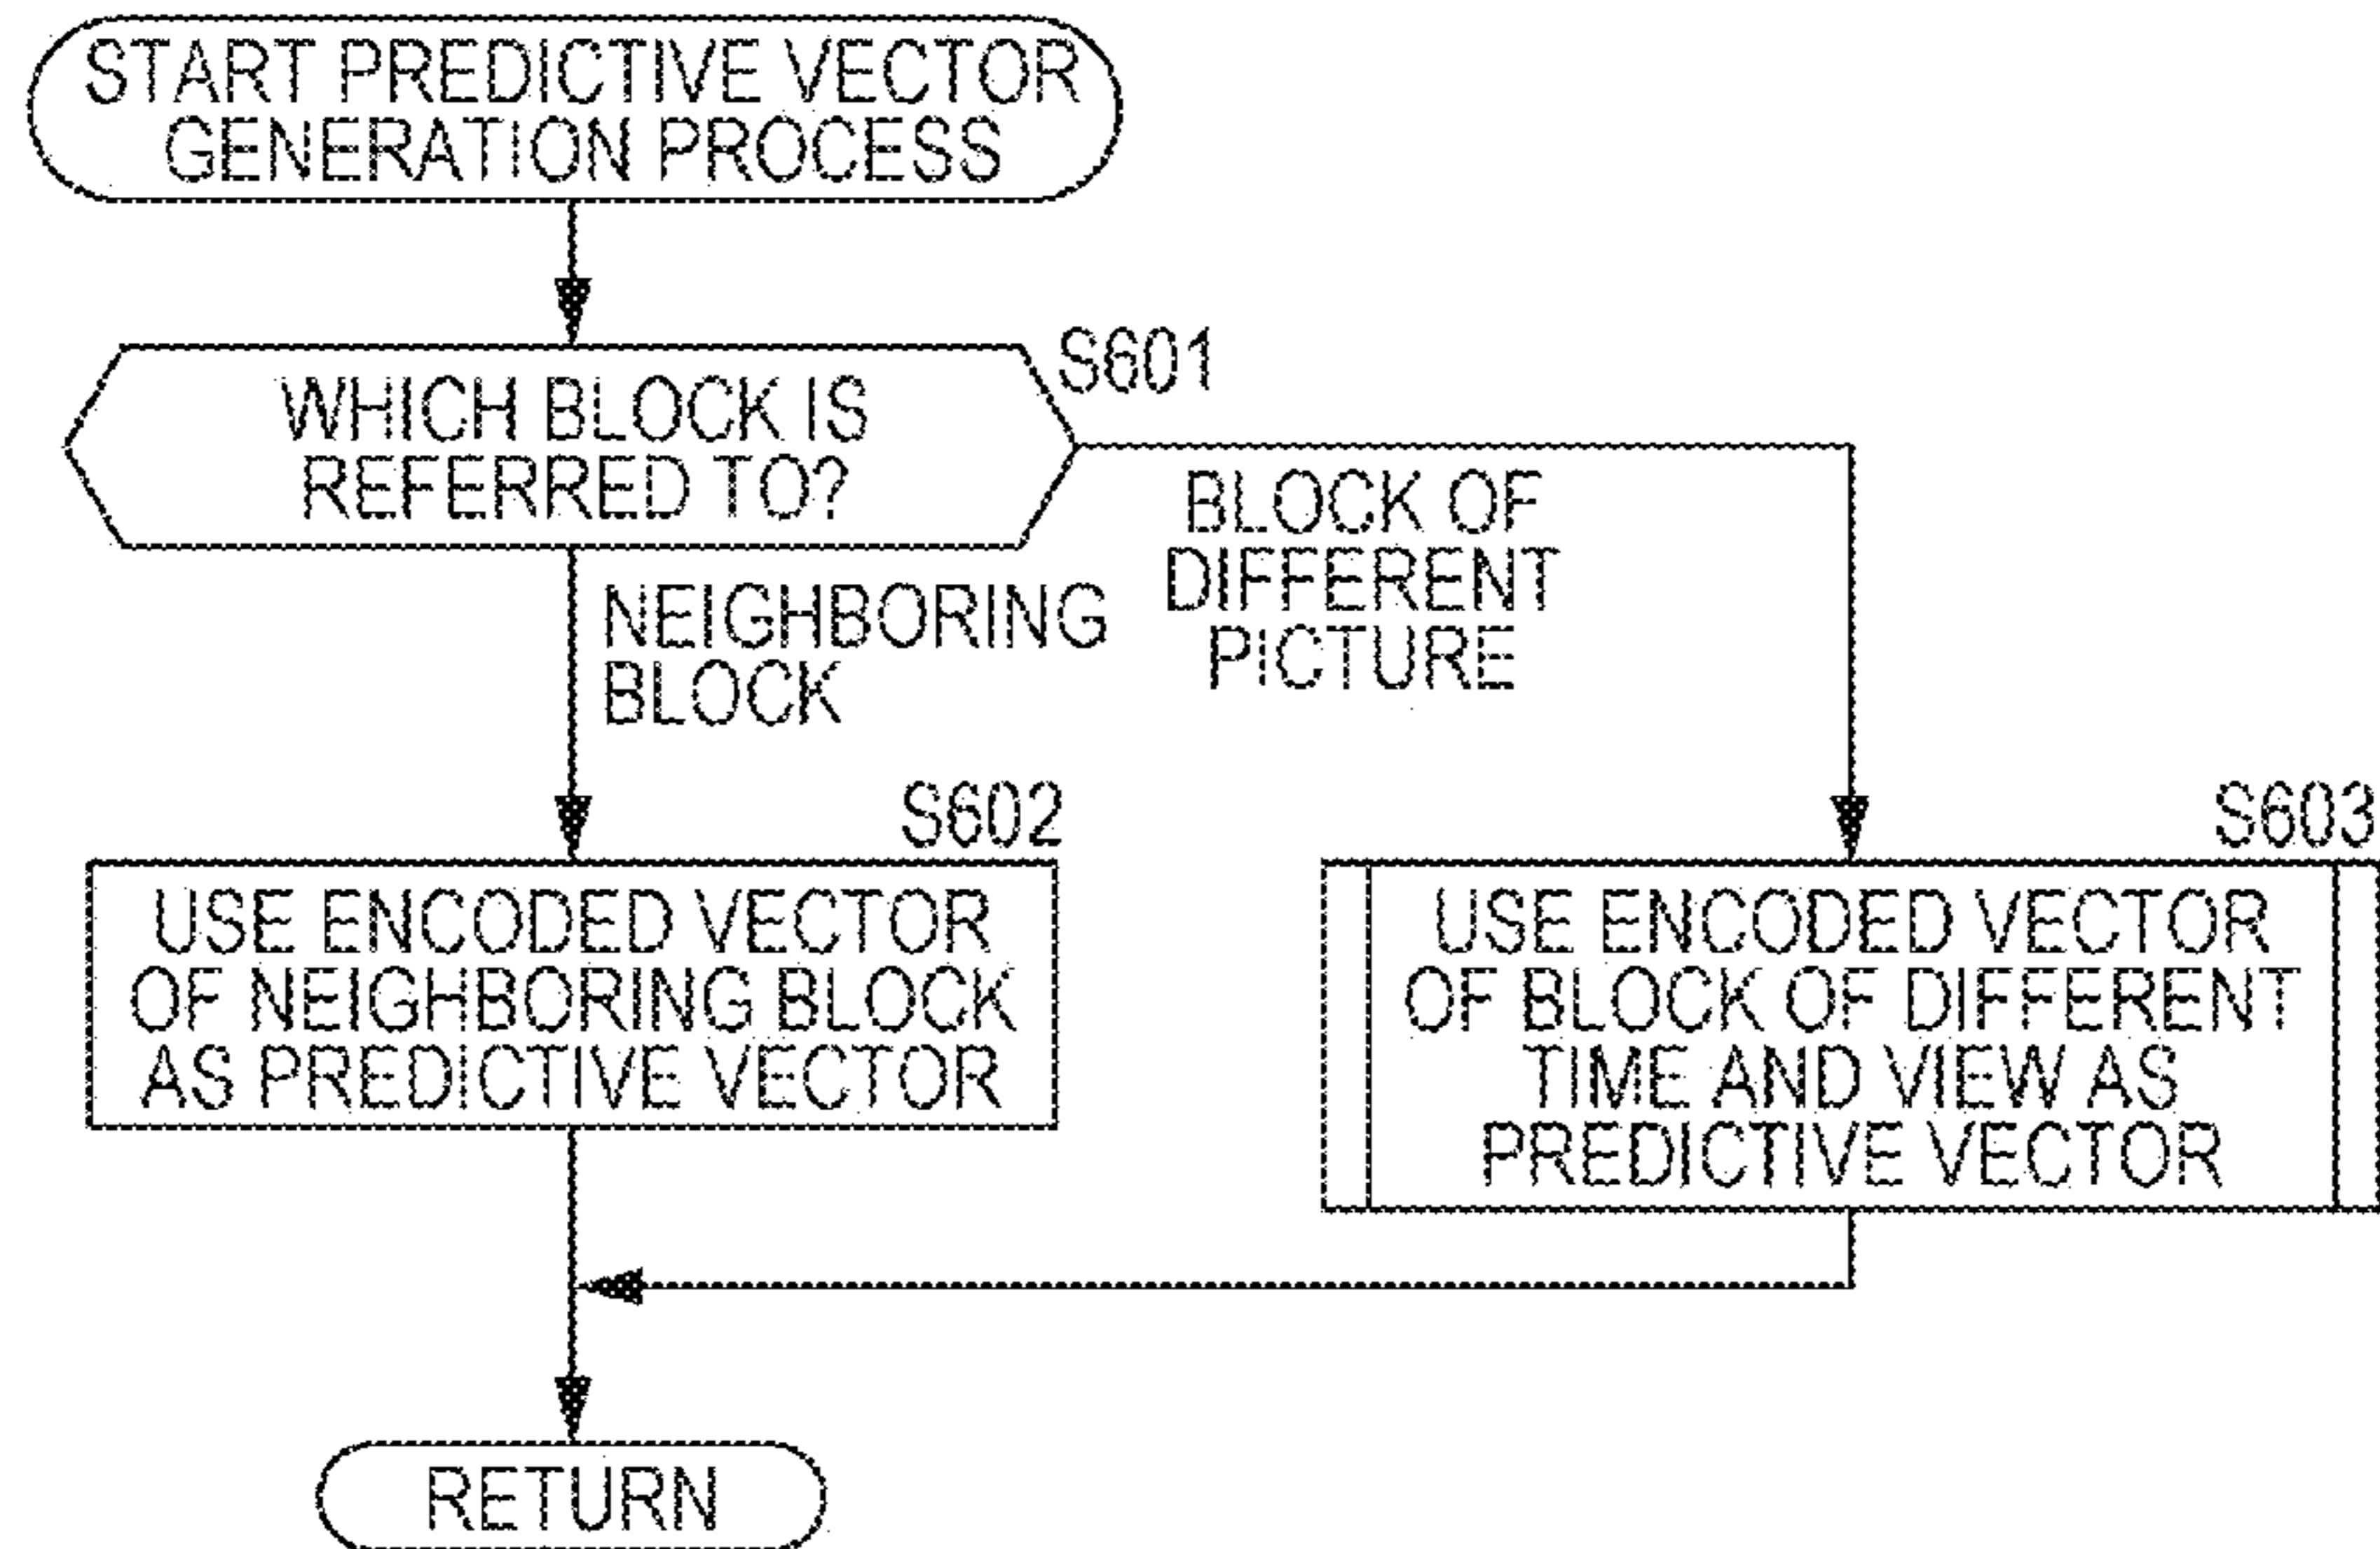 START PREDICTIVE VECTOR
GENERATION PROCESS
S601
WHICH BLOCK IS
REFERRED TO?
BLOCK OF
DIFFERENT
PICTURE
NEIGHBORING
BLOCK
S602
USE ENCODED VECTOR
OF NEIGHBORING BLOCK
AS PREDICTIVE VECTOR
S603
USE ENCODED VECTOR
OF BLOCK OF DIFFERENT
TIME AND VIEW AS
PREDICTIVE VECTOR
RETURN